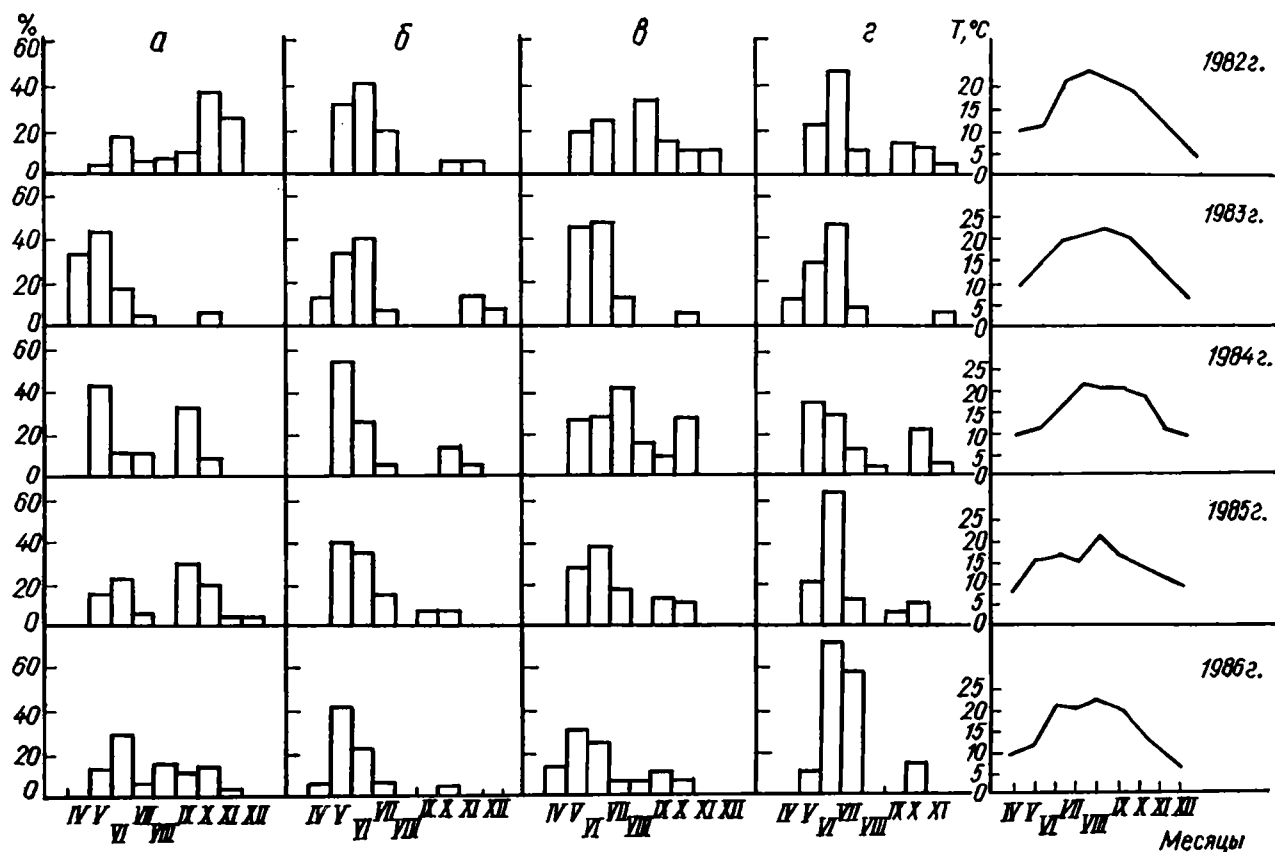 % а б в г T,°C
60 40 20 0 20 15 10 5 0 1982г.
60 40 20 0 25 20 15 10 5 0 1983г.
60 40 20 0 25 20 15 10 5 0 1984г.
60 40 20 0 25 20 15 10 5 0 1985г.
60 40 20 0 25 20 15 10 5 0 1986г.
IV V VI VII VIII IX X XI XII IV V VI VII VIII IX X XI XII IV V VI VII VIII IX X XI XII IV V VI VII VIII IX X XI IV V VI VII VIII IX X XI XII
Месяцы